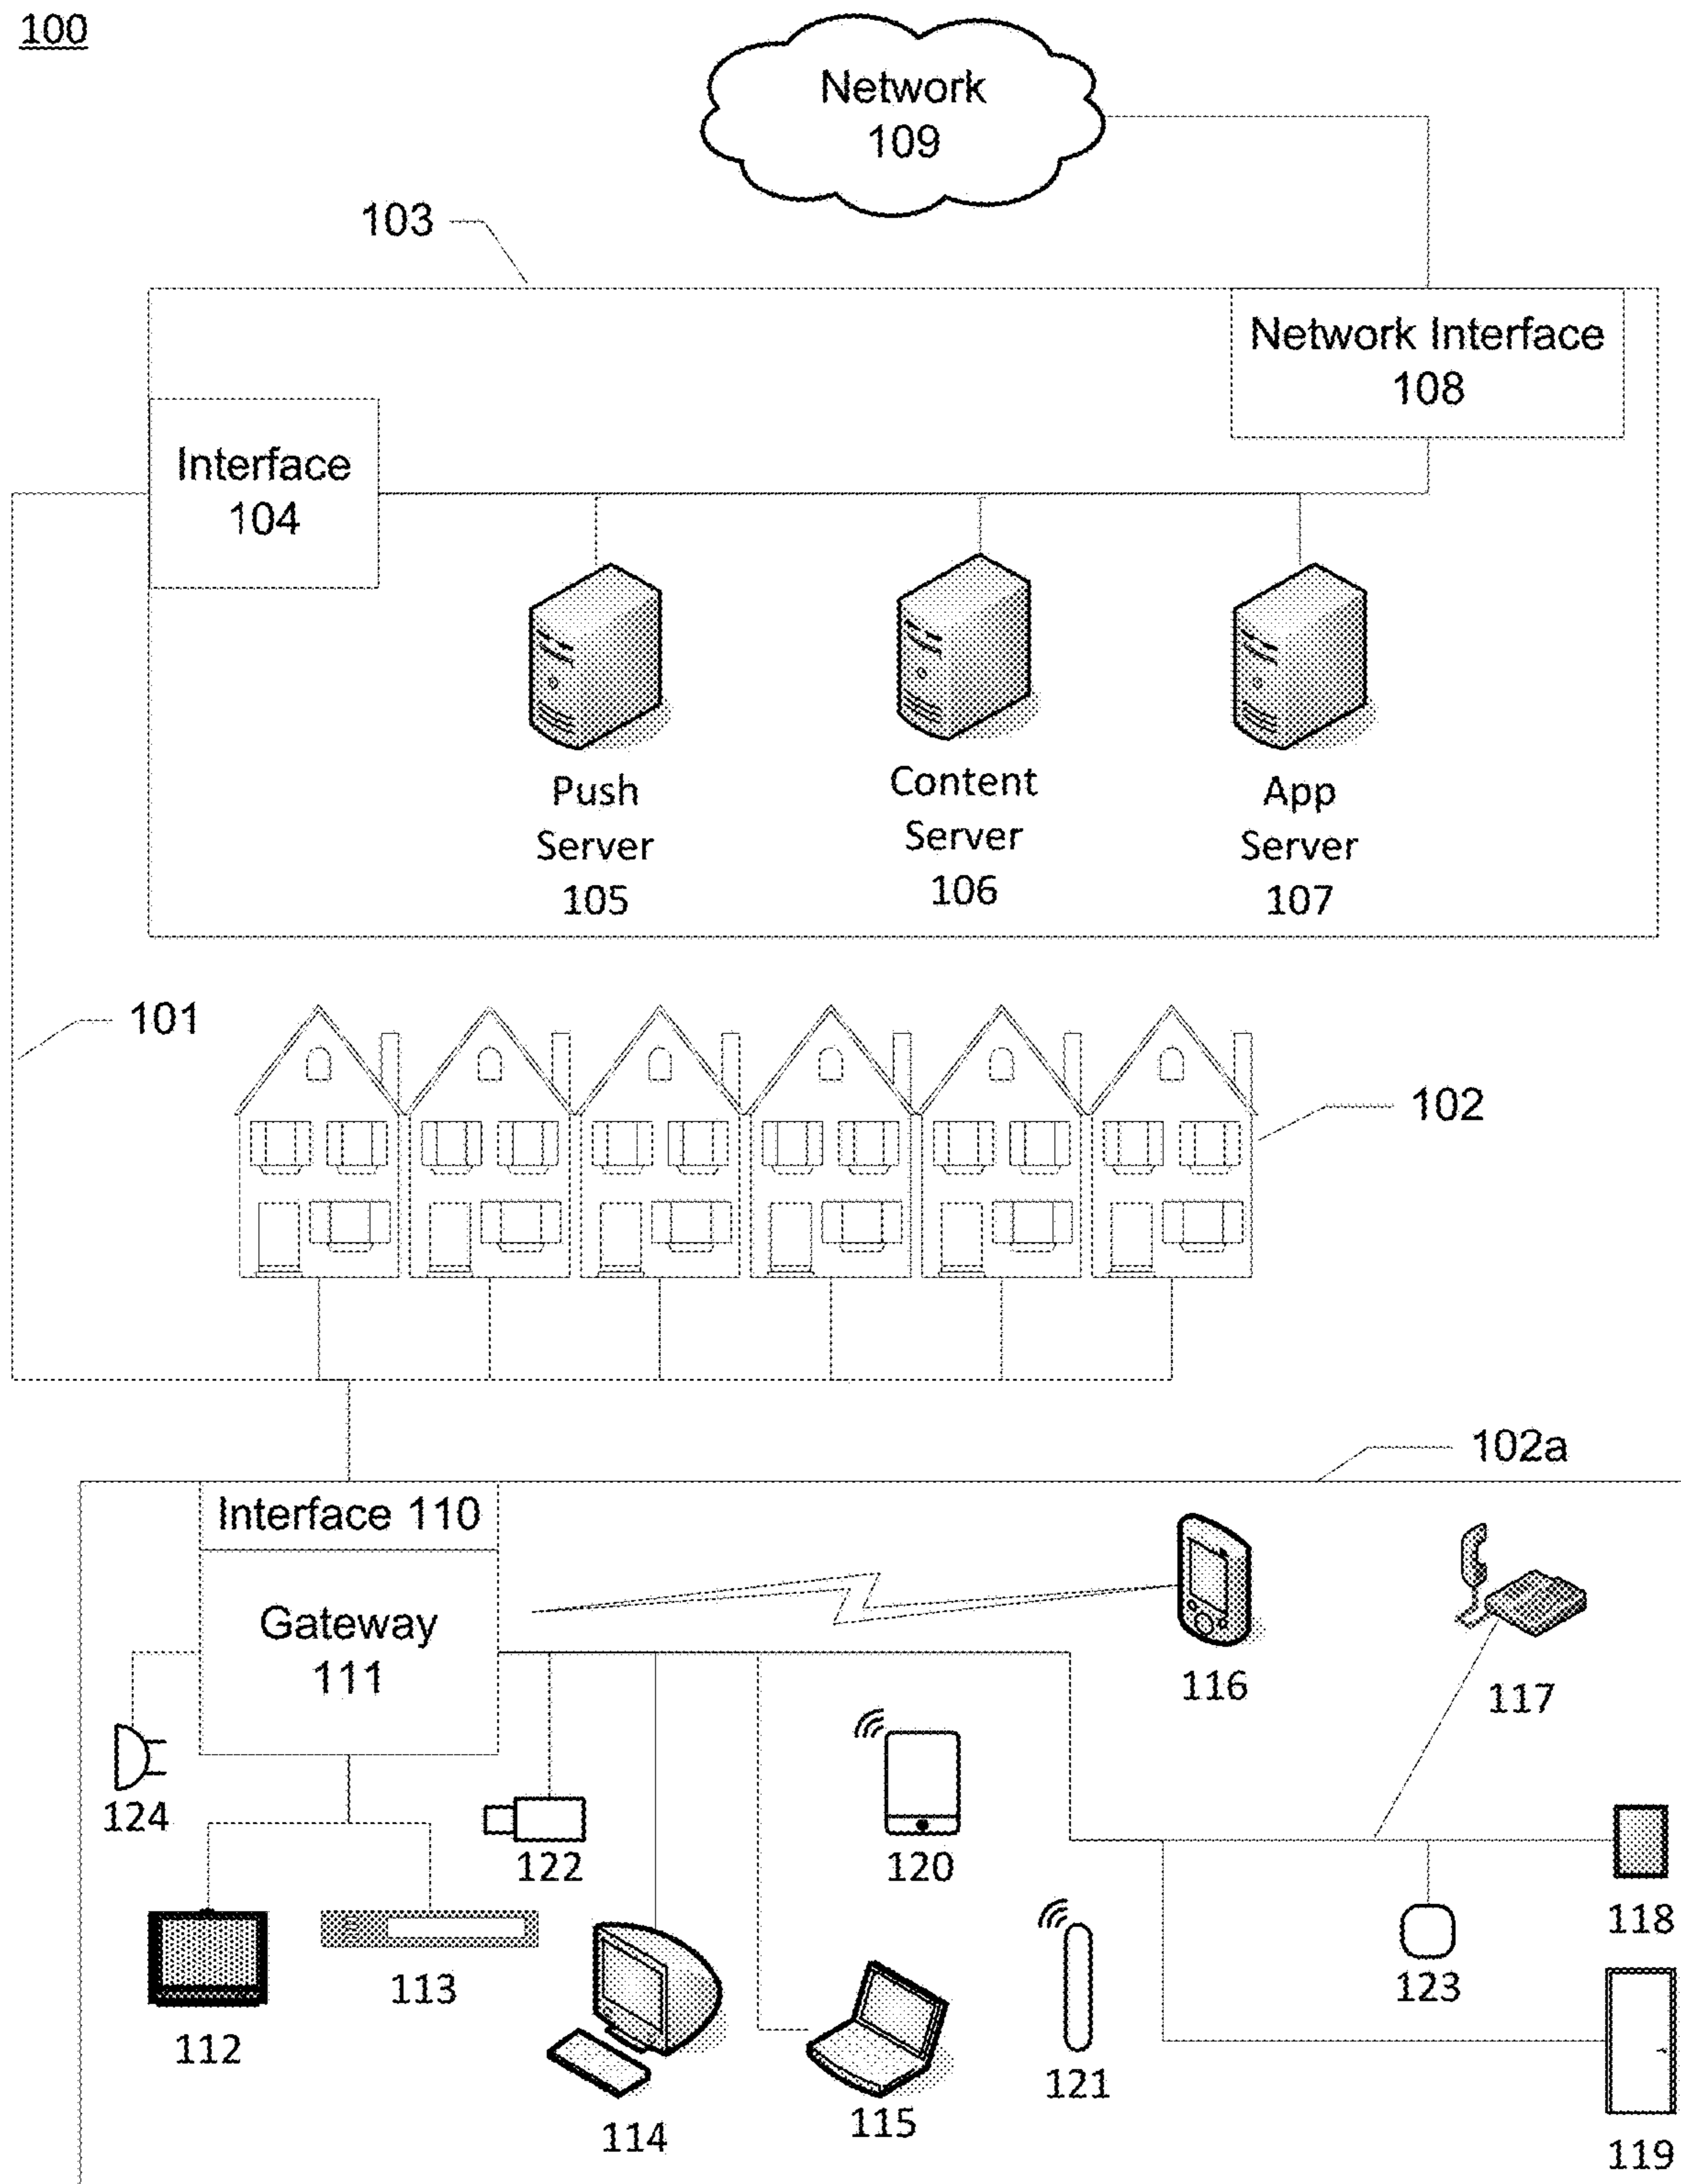 100
Network
109
103
Network Interface
108
Interface
104
Push
Server
105
Content
Server
106
App
Server
107
101
102
102a
Interface 110
Gateway
111
116
117
124
122
120
118
123
112
113
114
115
121
119